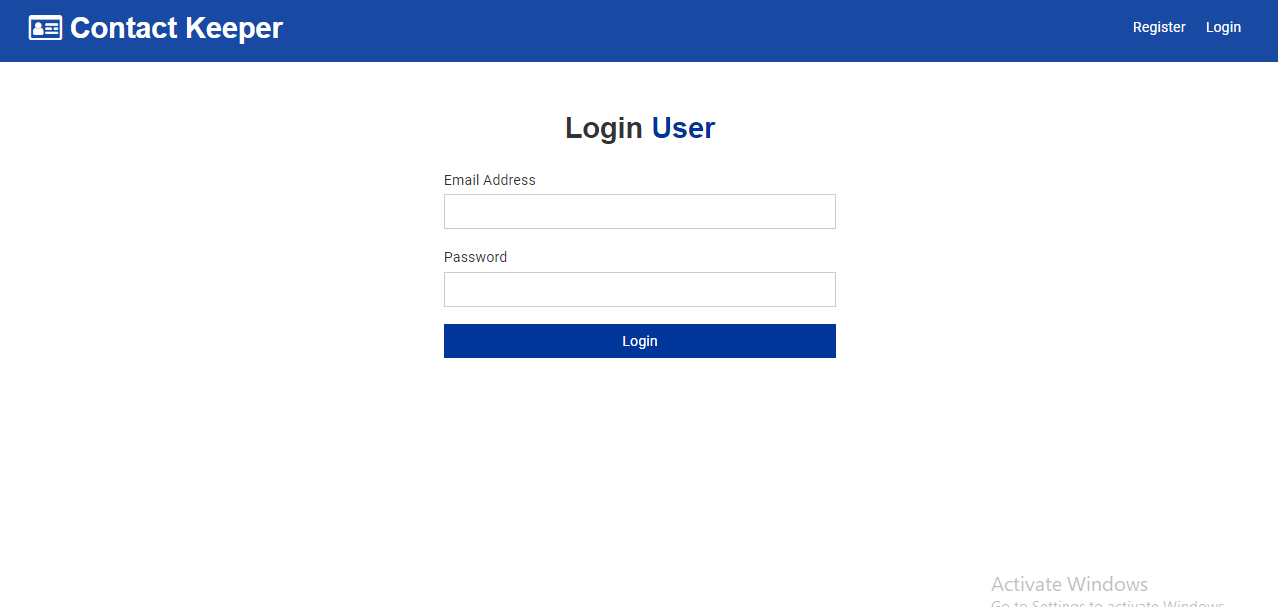 Contact Keeper
Register Login
Login User
Email Address
Password
Login
Activate Windows
Go to Settings to activate Windows.